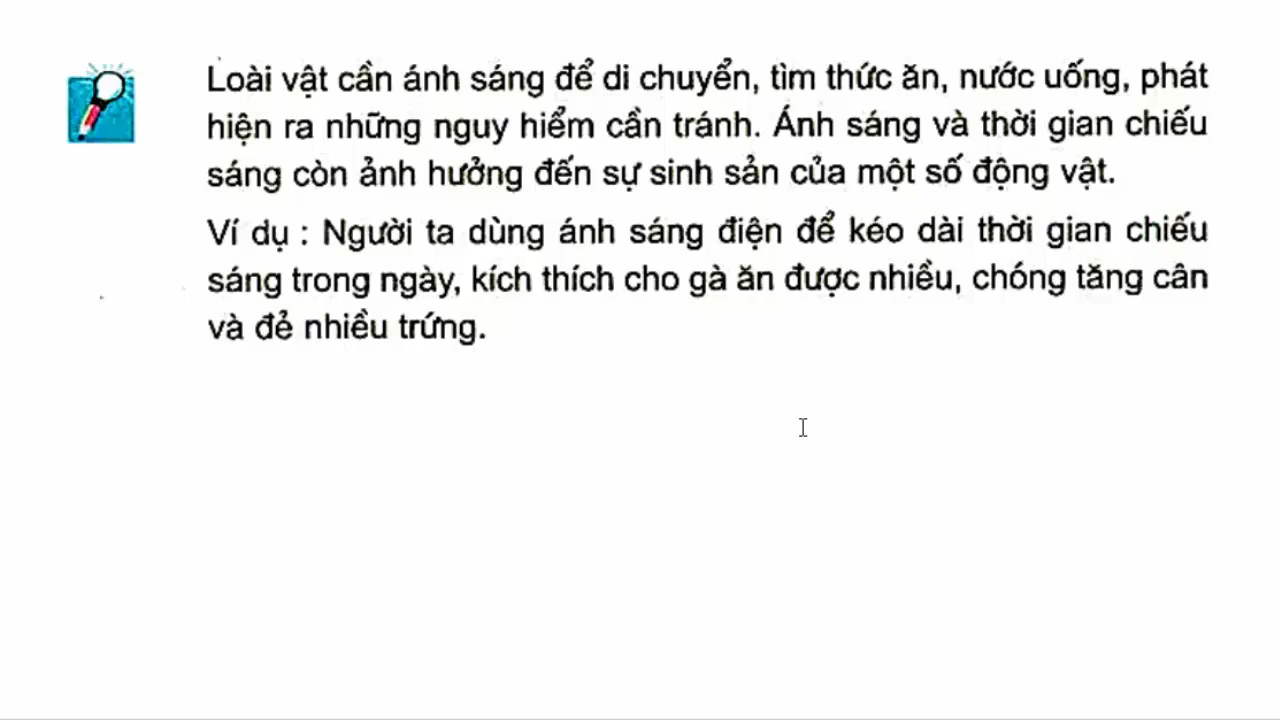 Loài vật cần ánh sáng để di chuyển, tìm thức ăn, nước uống, phát
hiện ra những nguy hiểm cần tránh. Ánh sáng và thời gian chiếu
sáng còn ảnh hưởng đến sự sinh sản của một số động vật.
Ví dụ : Người ta dùng ánh sáng điện để kéo dài thời gian chiếu
sáng trong ngày, kích thích cho gà ăn được nhiều, chóng tăng cân
và đẻ nhiều trứng.